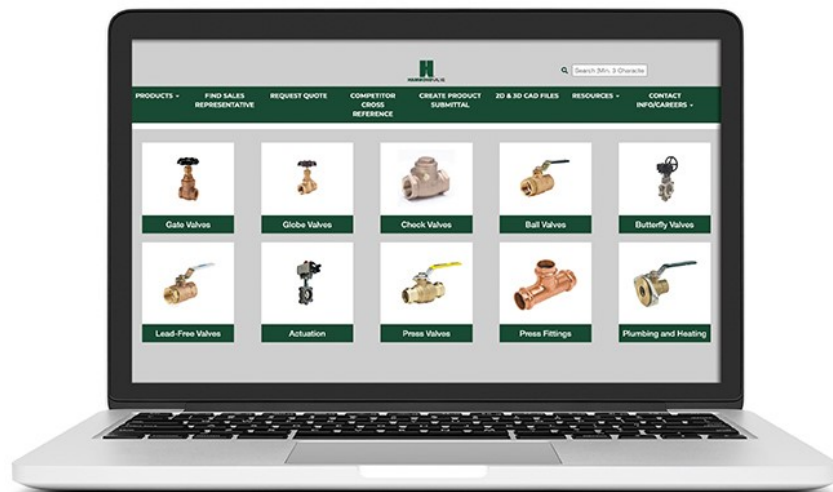 Search (Min. 3 Characte
PRODUCTS
FIND SALES
REPRESENTATIVE
REQUEST QUOTE
COMPETITOR
CROSS
REFERENCE
CREATE PRODUCT
SUBMITTAL
2D & 3D CAD FILES
RESOURCES
CONTACT
INFO/CAREERS
Gate Valves
Globe Valves
Check Valves
Ball Valves
Butterfly Valves
Lead-Free Valves
Actuation
Press Valves
Press Fittings
Plumbing and Heating